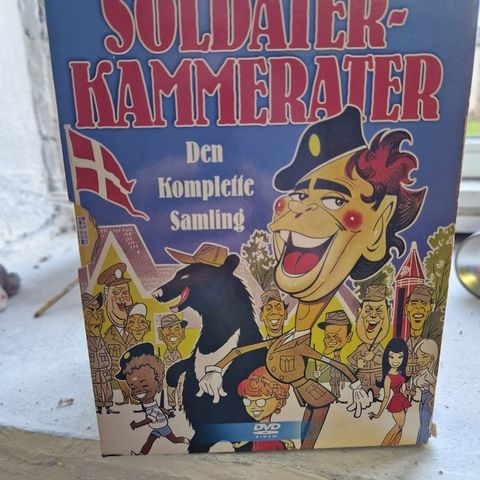 SOLDATER-
KAMMERATER
Den
Komplette
Samling
DVD
VIDEO